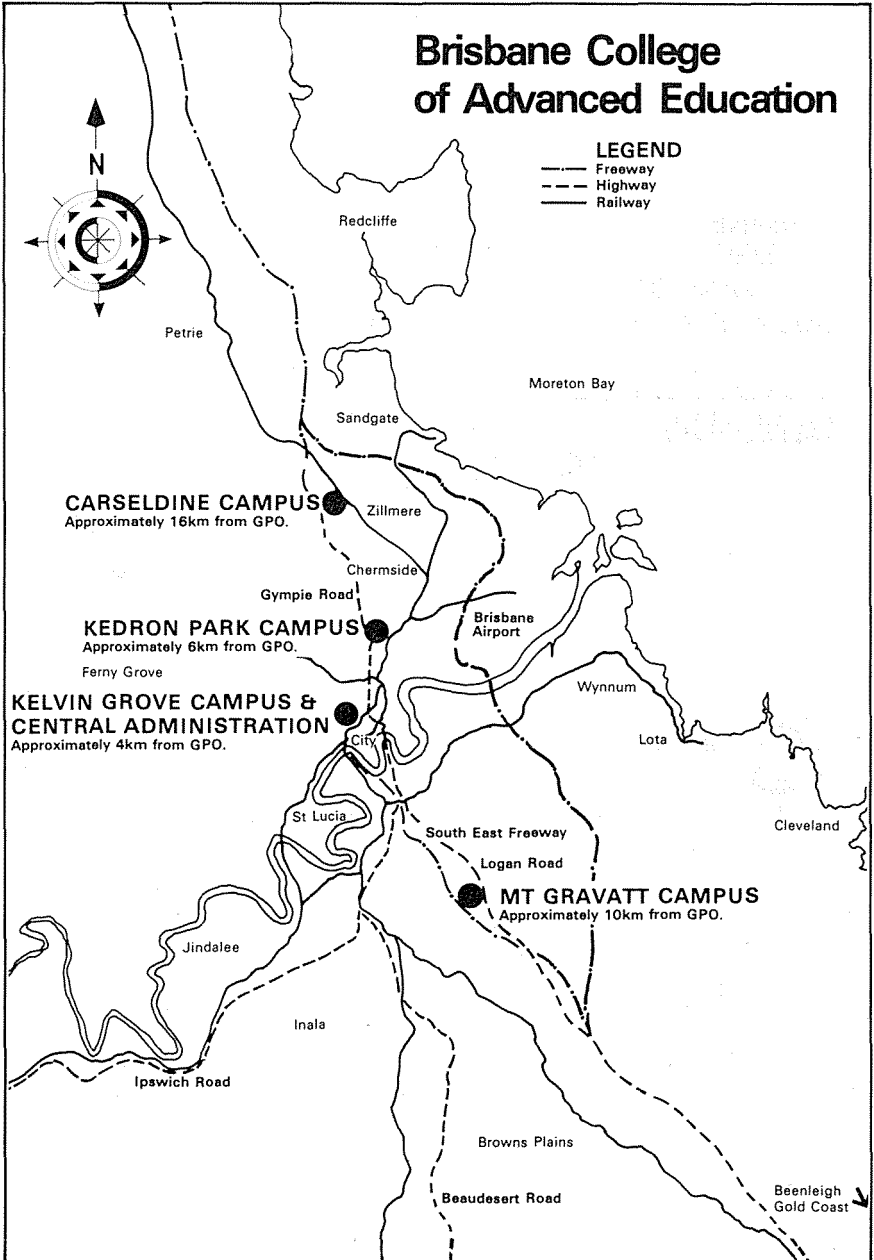 Brisbane College
of Advanced Education
LEGEND
Freeway
Highway
Railway
N
Redcliffe
Petrie
Moreton Bay
Sandgate
CARSELDINE CAMPUS
Approximately 16km from GPO.
Zillmere
Chermside
Gympie Road
KEDRON PARK CAMPUS
Approximately 6km from GPO.
Brisbane
Airport
Ferny Grove
Wynnum
KELVIN GROVE CAMPUS &
CENTRAL ADMINISTRATION
Approximately 4km from GPO.
City
Lota
St Lucia
South East Freeway
Cleveland
Logan Road
MT GRAVATT CAMPUS
Approximately 10km from GPO.
Jindalee
Inala
Ipswich Road
Browns Plains
Beaudesert Road
Beenleigh
Gold Coast